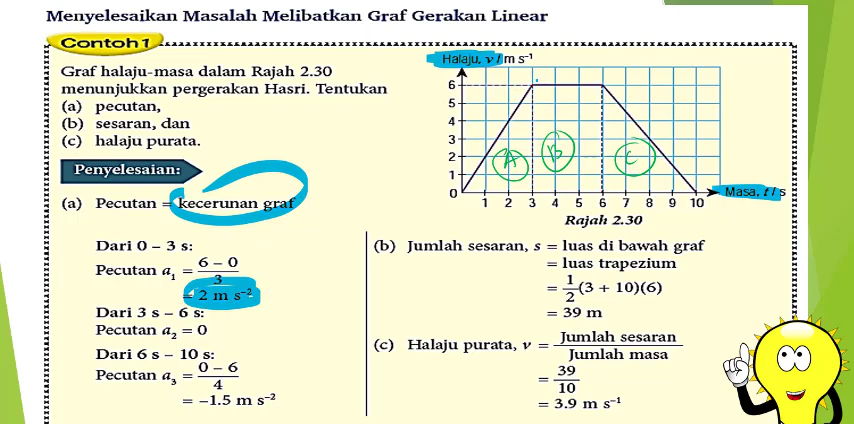 Menyelesaikan Masalah Melibatkan Graf Gerakan Linear
Contoh 1
Graf halaju-masa dalam Rajah 2.30
menunjukkan pergerakan Hasri. Tentukan
(a) pecutan,
(b) sesaran, dan
(c) halaju purata.
Penyelesaian:
(a) Pecutan = kecerunan graf
Dari 0 – 3 s:
Pecutan a₁ = (6 – 0)/3
= 2 m s⁻²
Dari 3 s – 6 s:
Pecutan a₂ = 0
Dari 6 s – 10 s:
Pecutan a₃ = (0 – 6)/4
= –1.5 m s⁻²
Halaju, v / m s⁻¹
6
5
4
3
2
1
0
A B C
1 2 3 4 5 6 7 8 9 10
Masa, t / s
Rajah 2.30
(b) Jumlah sesaran, s = luas di bawah graf
= luas trapezium
= 1/2(3 + 10)(6)
= 39 m
(c) Halaju purata, v = Jumlah sesaran/Jumlah masa
= 39/10
= 3.9 m s⁻¹